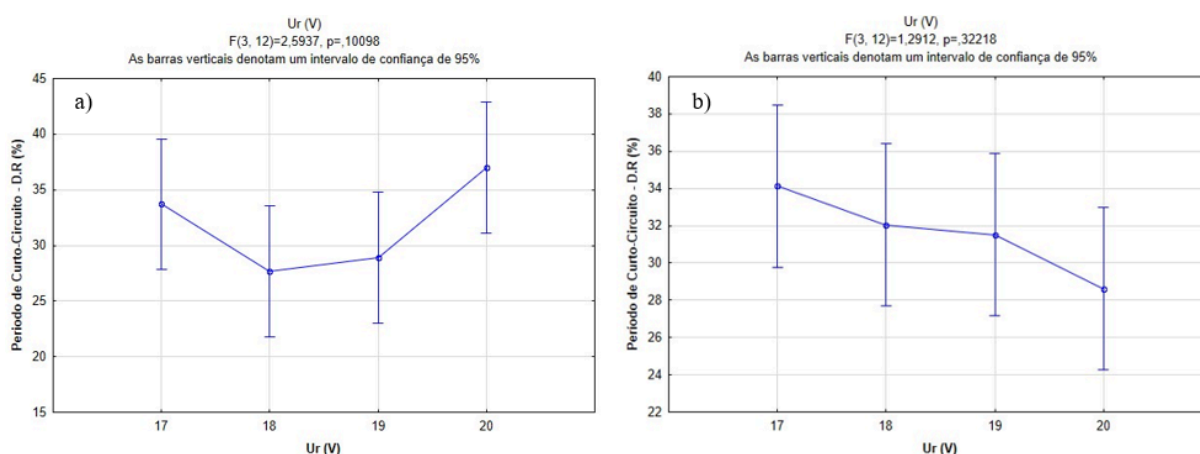 Ur (V)
F(3, 12)=2,5937, p=,10098
As barras verticais denotam um intervalo de confiança de 95%
a)
Período de Curto-Circuito - D.R (%)
45
40
35
30
25
20
15
17 18 19 20
Ur (V)
Ur (V)
F(3, 12)=1,2912, p=,32218
As barras verticais denotam um intervalo de confiança de 95%
b)
Período de Curto-Circuito - D.R (%)
40
38
36
34
32
30
28
26
24
22
17 18 19 20
Ur (V)